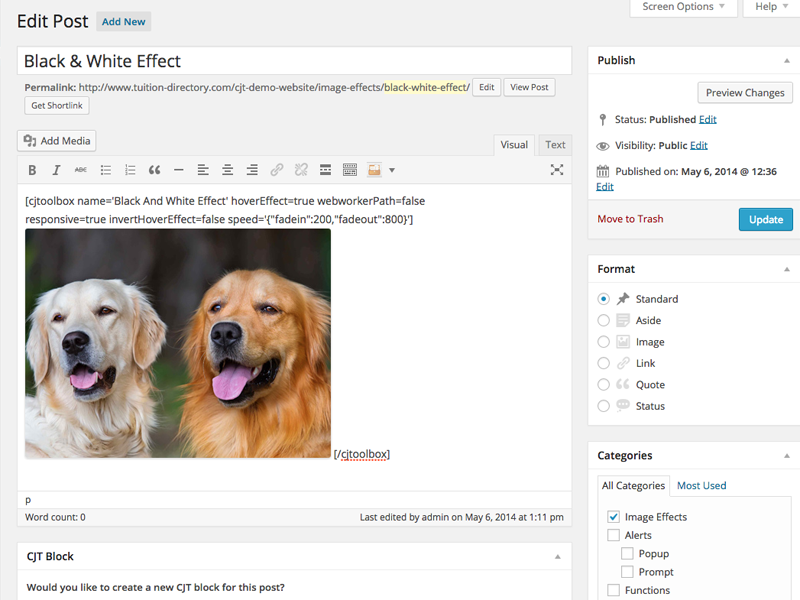 Screen Options
Help
Edit Post Add New
Black & White Effect
Permalink: http://www.tuition-directory.com/cjt-demo-website/image-effects/black-white-effect/ Edit View Post
Get Shortlink
Add Media
Visual Text
B I ABC
[cjtoolbox name='Black And White Effect' hoverEffect=true webworkerPath=false
responsive=true invertHoverEffect=false speed='{"fadein":200,"fadeout":800}']
[/cjtoolbox]
p
Word count: 0 Last edited by admin on May 6, 2014 at 1:11 pm
CJT Block
Would you like to create a new CJT block for this post?
Publish
Preview Changes
Status: Published Edit
Visibility: Public Edit
Published on: May 6, 2014 @ 12:36
Edit
Move to Trash Update
Format
Standard
Aside
Image
Link
Quote
Status
Categories
All Categories Most Used
Image Effects
Alerts
Popup
Prompt
Functions